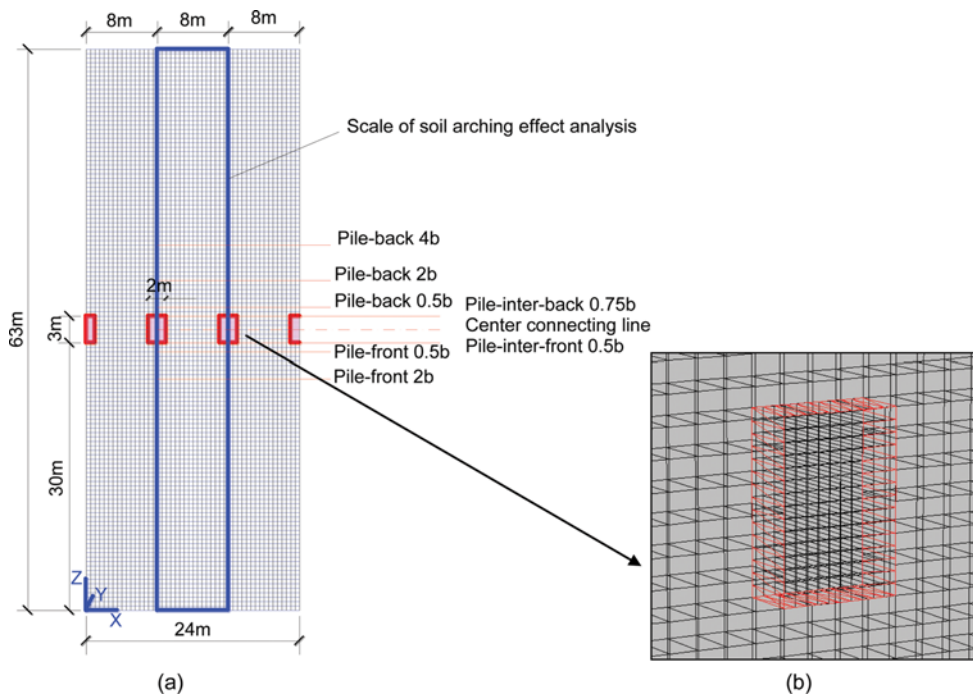 8m 8m 8m
Scale of soil arching effect analysis
Pile-back 4b
Pile-back 2b
2m
Pile-back 0.5b
Pile-inter-back 0.75b
Center connecting line
Pile-inter-front 0.5b
63m
3m
Pile-front 0.5b
Pile-front 2b
30m
Z
Y
X
24m
(a)
(b)